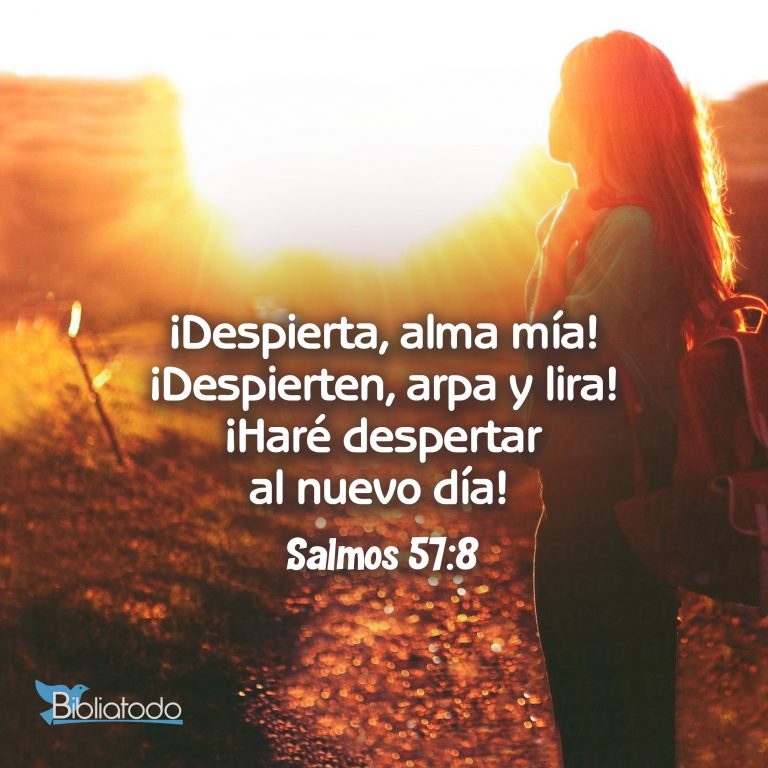 ¡Despierta, alma mía!
¡Despierten, arpa y lira!
¡Haré despertar
al nuevo día!
Salmos 57:8
Bibliatodo